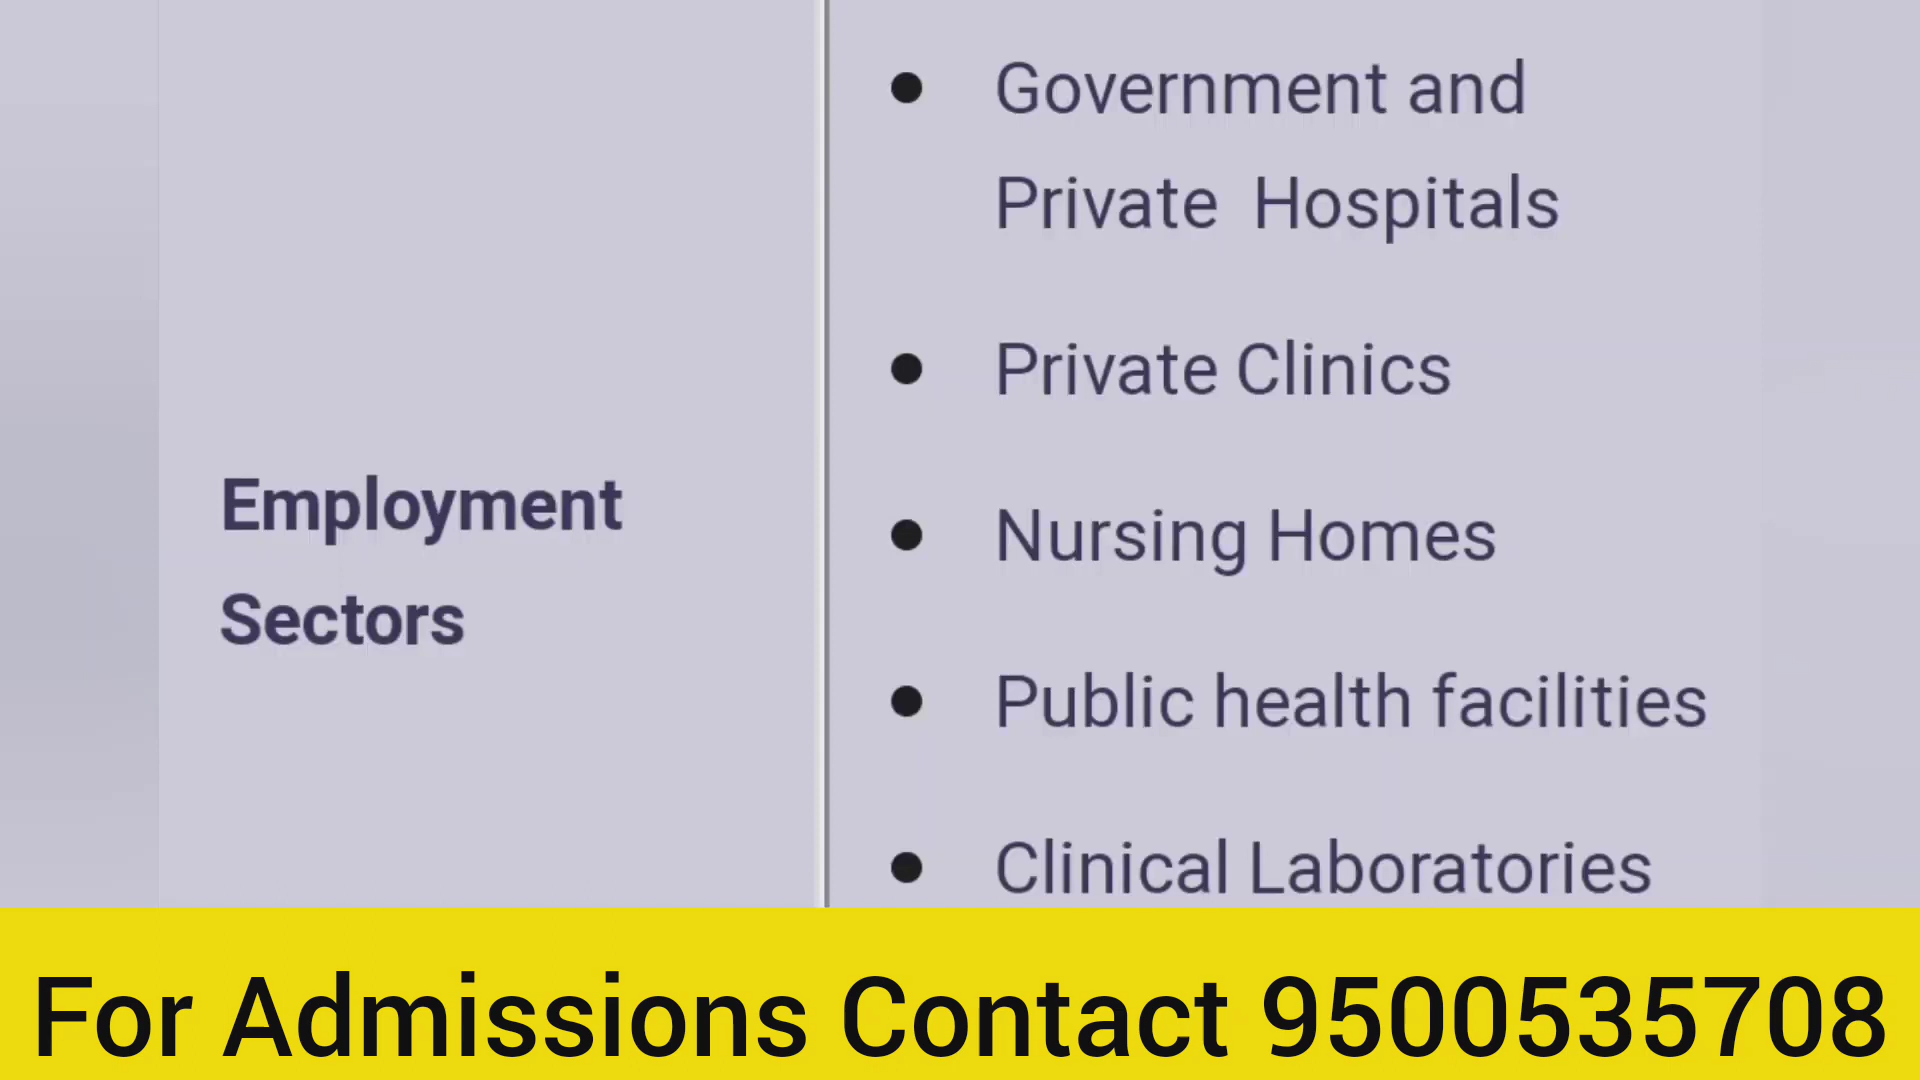 Employment
Sectors
● Government and
Private  Hospitals
● Private Clinics
● Nursing Homes
● Public health facilities
● Clinical Laboratories
For Admissions Contact 9500535708